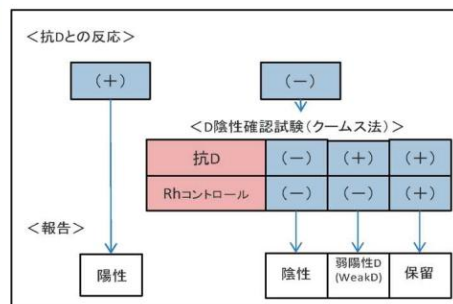 <抗Dとの反応>
(+) (-)
<D陰性確認試験(クームス法)>
抗D (-) (+) (+)
Rhコントロール (-) (-) (+)
<報告>
陽性 陰性 弱陽性D (WeakD) 保留